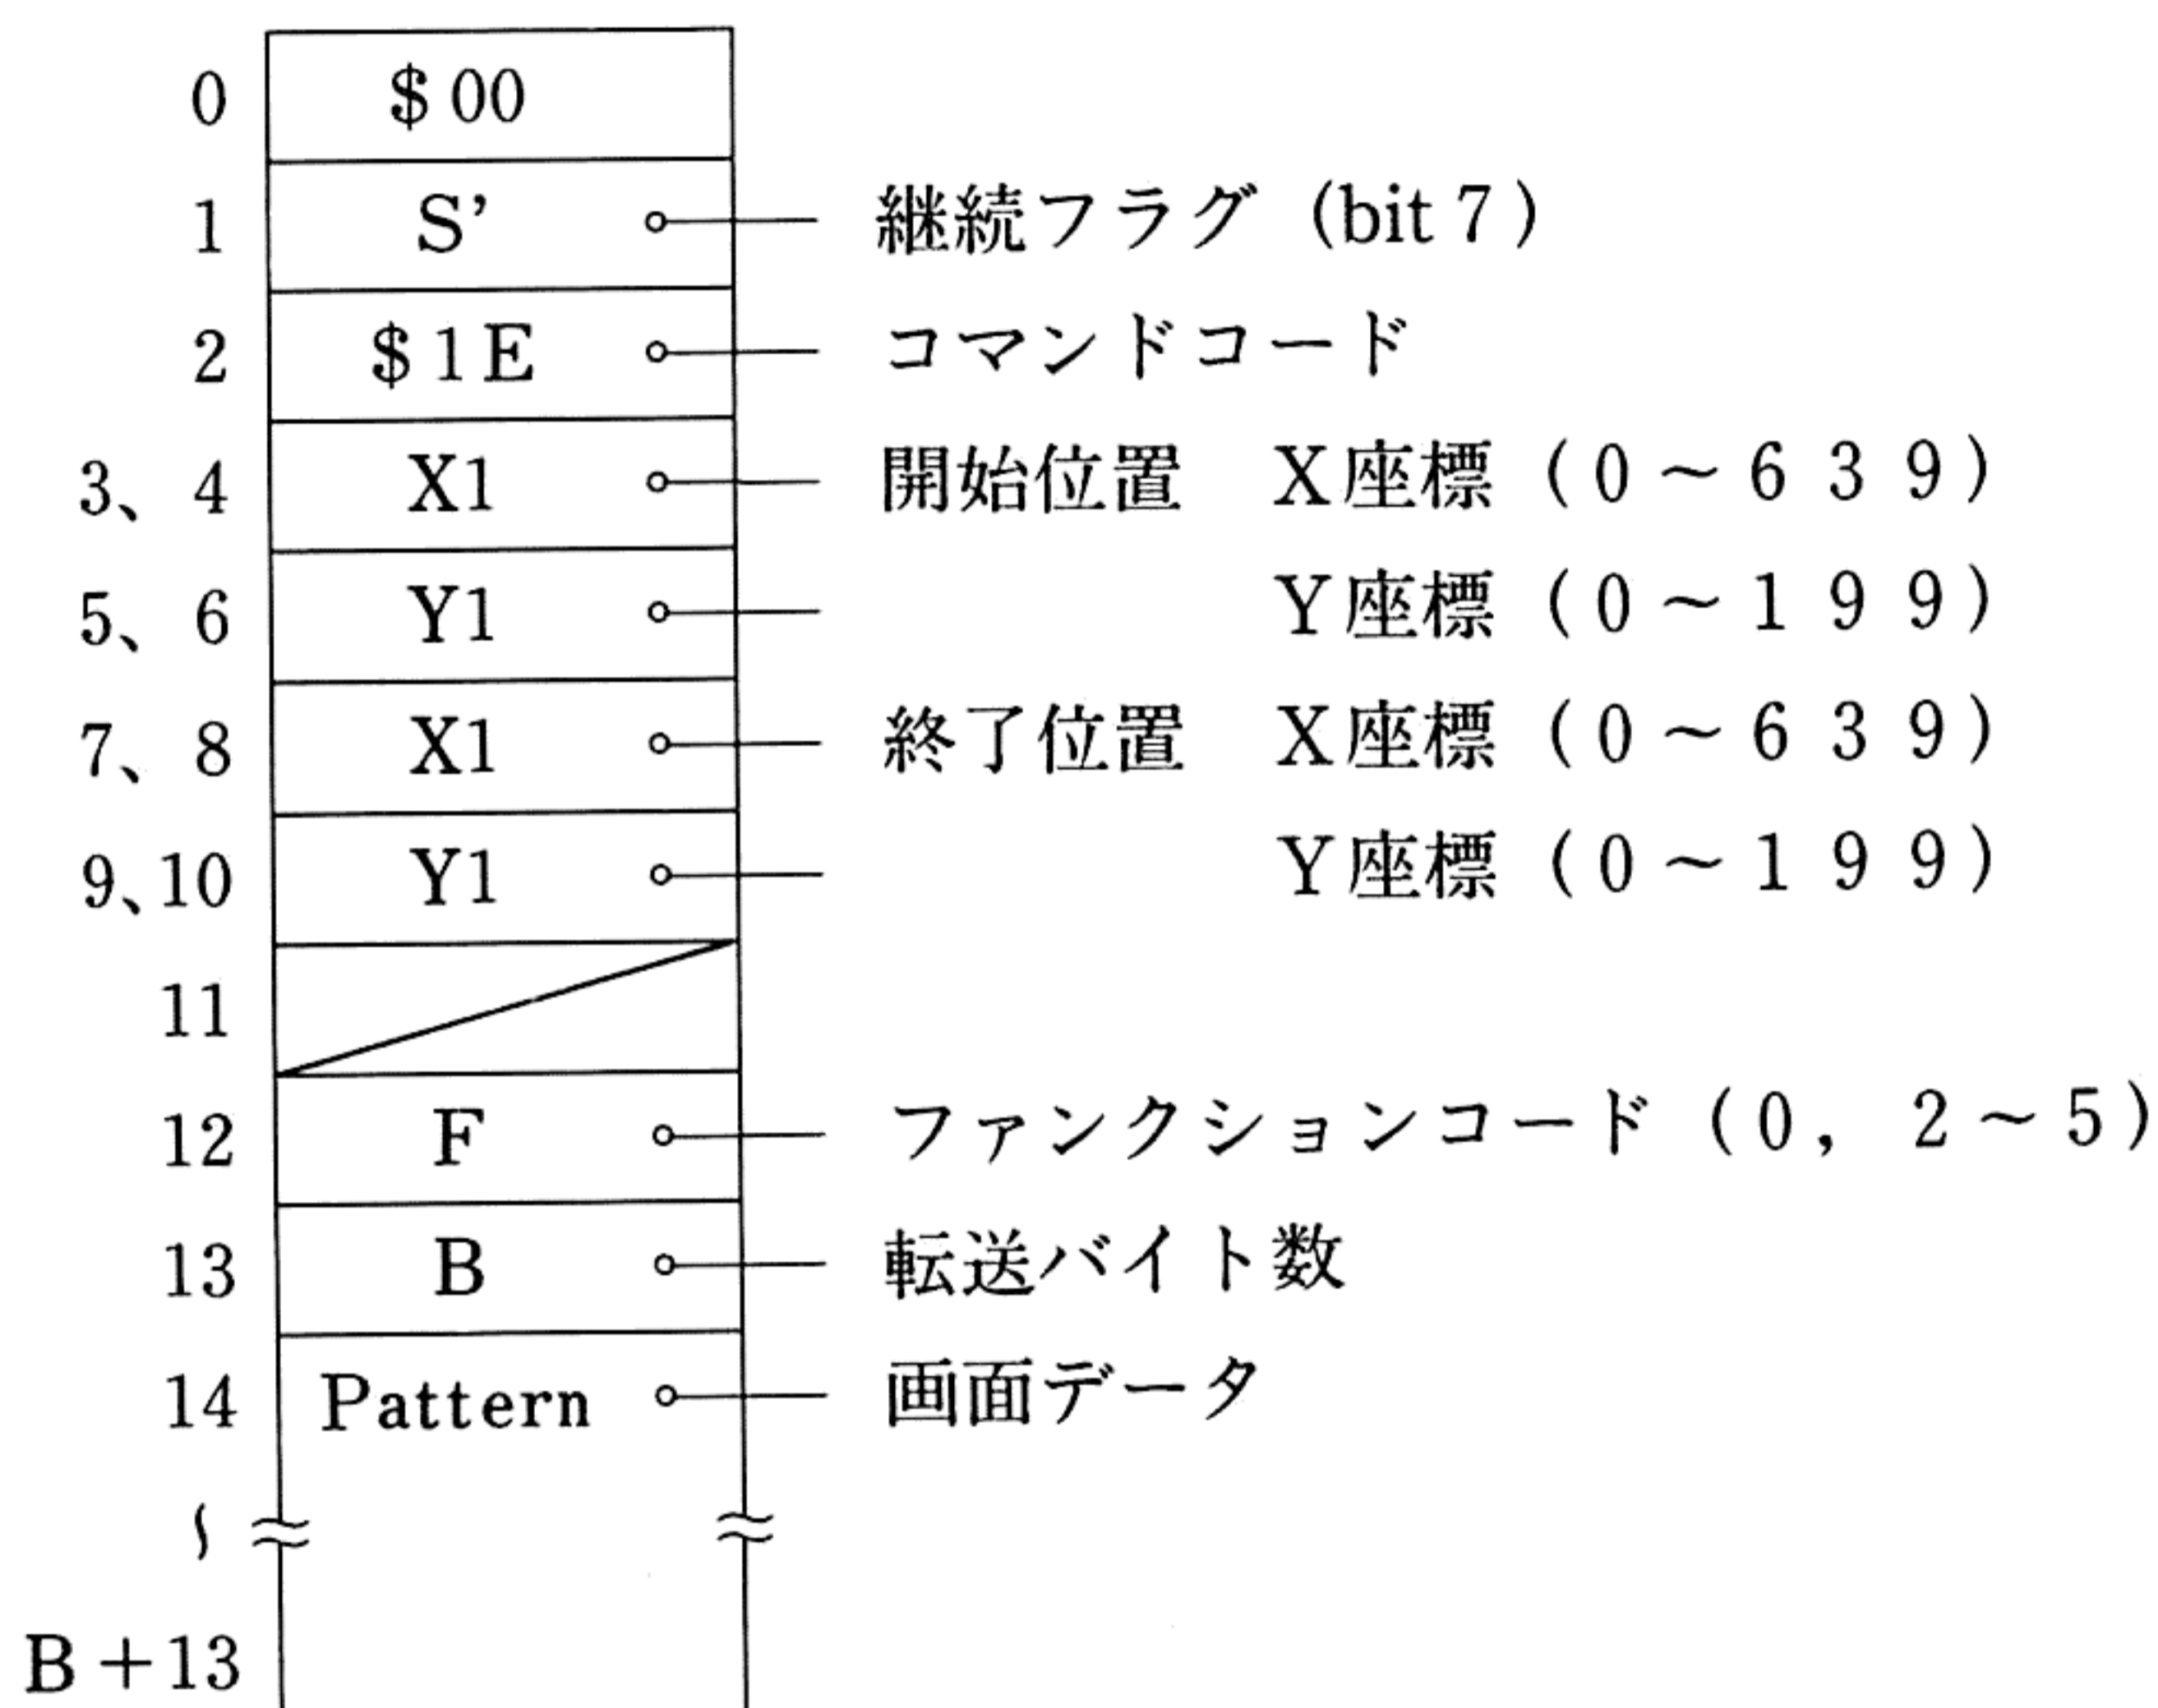 0 $00
1 S’ 継続フラグ (bit 7)
2 $1E コマンドコード
3、4 X1 開始位置 X座標 (0～639)
5、6 Y1 Y座標 (0～199)
7、8 X1 終了位置 X座標 (0～639)
9、10 Y1 Y座標 (0～199)
11
12 F ファンクションコード (0, 2～5)
13 B 転送バイト数
14 Pattern 画面データ
～
B+13